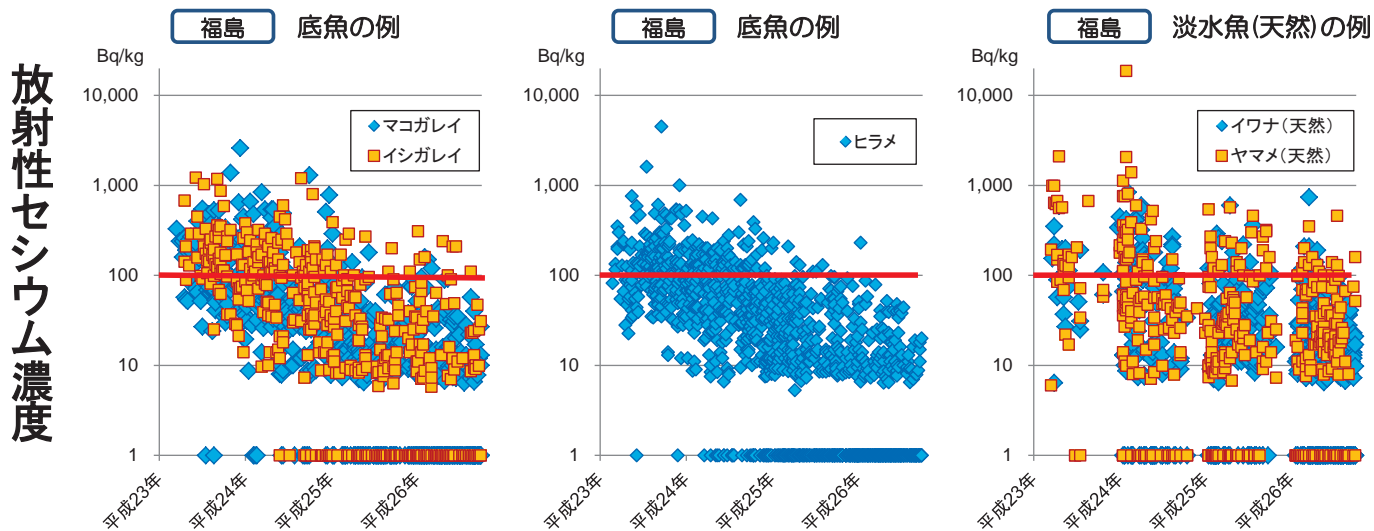 放射性セシウム濃度
福島 底魚の例
Bq/kg
10,000
1,000
100
10
1
マコガレイ
イシガレイ
平成23年
平成24年
平成25年
平成26年
福島 底魚の例
Bq/kg
10,000
1,000
100
10
1
ヒラメ
平成23年
平成24年
平成25年
平成26年
福島 淡水魚(天然)の例
Bq/kg
10,000
1,000
100
10
1
イワナ(天然)
ヤマメ(天然)
平成23年
平成24年
平成25年
平成26年